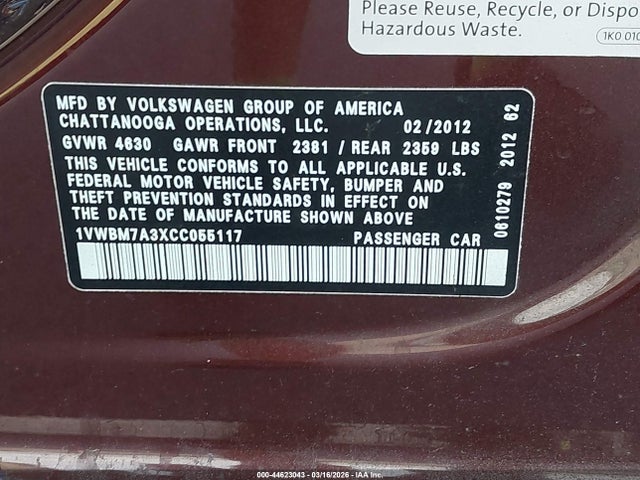 Please Reuse, Recycle, or Dispo
Hazardous Waste.
1K0 010
MFD BY VOLKSWAGEN GROUP OF AMERICA
CHATTANOOGA OPERATIONS, LLC. 02/2012
GVWR 4630 GAWR FRONT 2381 / REAR 2359 LBS
THIS VEHICLE CONFORMS TO ALL APPLICABLE U.S.
FEDERAL MOTOR VEHICLE SAFETY, BUMPER AND
THEFT PREVENTION STANDARDS IN EFFECT ON
THE DATE OF MANUFACTURE SHOWN ABOVE
1VWBM7A3XCC055117 PASSENGER CAR
0610279 2012 62
000-44623043 - 03/16/2026 - IAAI.COM